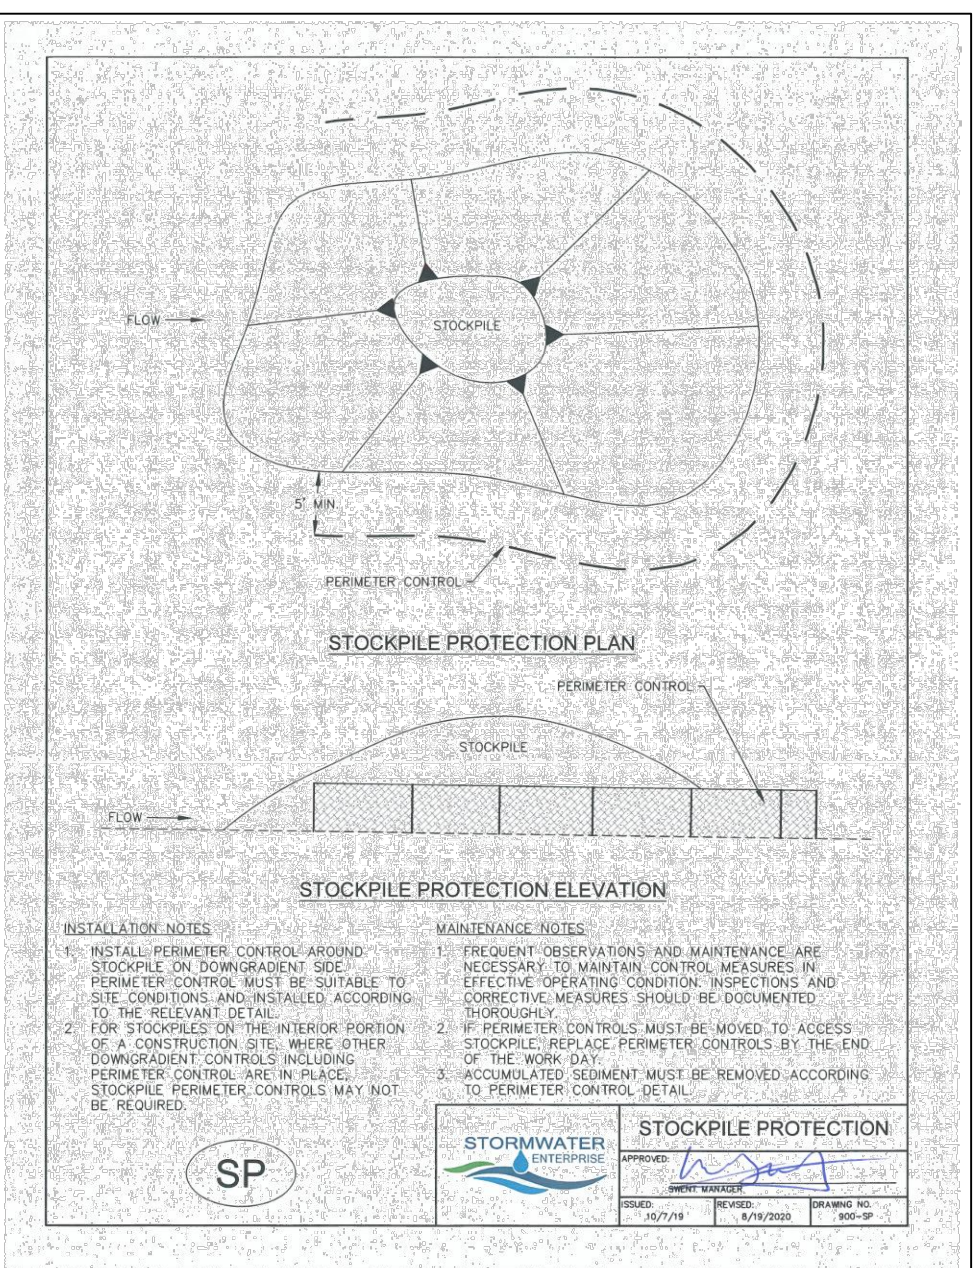 FLOW
STOCKPILE
5' MIN
PERIMETER CONTROL
STOCKPILE PROTECTION PLAN
PERIMETER CONTROL
STOCKPILE
FLOW
STOCKPILE PROTECTION ELEVATION
INSTALLATION NOTES
1. INSTALL PERIMETER CONTROL AROUND
STOCKPILE ON DOWNGRADIENT SIDE.
PERIMETER CONTROL MUST BE SUITABLE TO
SITE CONDITIONS AND INSTALLED ACCORDING
TO THE RELEVANT DETAIL.
2. FOR STOCKPILES ON THE INTERIOR PORTION
OF A CONSTRUCTION SITE, WHERE OTHER
DOWNGRADIENT CONTROLS INCLUDING
PERIMETER CONTROL ARE IN PLACE,
STOCKPILE PERIMETER CONTROLS MAY NOT
BE REQUIRED.
MAINTENANCE NOTES
1. FREQUENT OBSERVATIONS AND MAINTENANCE ARE
NECESSARY TO MAINTAIN CONTROL MEASURES IN
EFFECTIVE OPERATING CONDITION. INSPECTIONS AND
CORRECTIVE MEASURES SHOULD BE DOCUMENTED
THOROUGHLY.
2. IF PERIMETER CONTROLS MUST BE MOVED TO ACCESS
STOCKPILE, REPLACE PERIMETER CONTROLS BY THE END
OF THE WORK DAY.
3. ACCUMULATED SEDIMENT MUST BE REMOVED ACCORDING
TO PERIMETER CONTROL DETAIL.
SP
STORMWATER
ENTERPRISE
STOCKPILE PROTECTION
APPROVED:
SWENT MANAGER
ISSUED:
10/7/19
REVISED:
8/19/2020
DRAWING NO.
900-SP